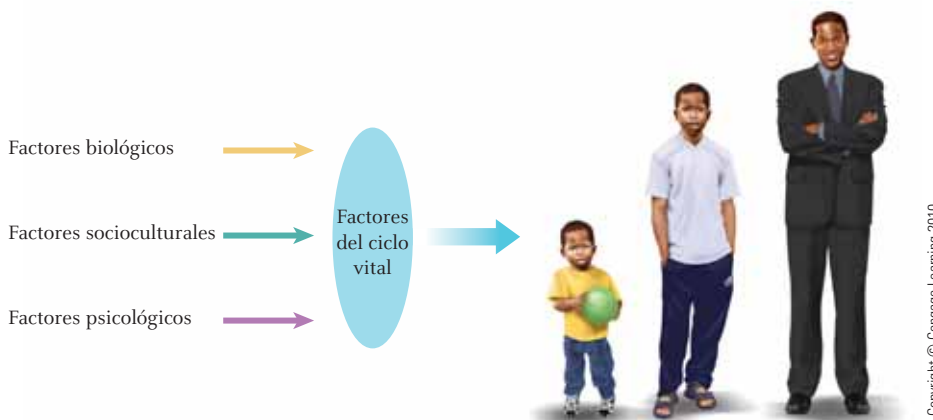 Factores biológicos
Factores socioculturales
Factores psicológicos
Factores
del ciclo
vital
Copyright © Cengage Learning 2010